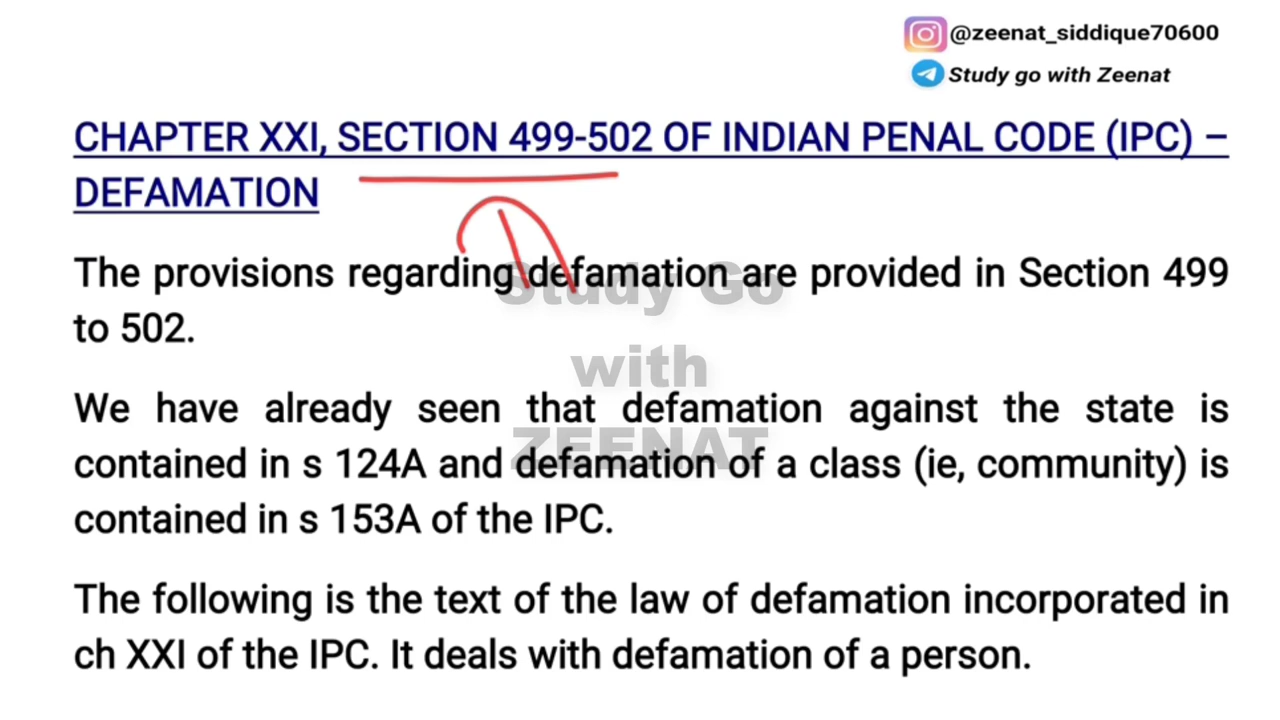 @zeenat_siddique70600
Study go with Zeenat
CHAPTER XXI, SECTION 499-502 OF INDIAN PENAL CODE (IPC) –
DEFAMATION
The provisions regarding defamation are provided in Section 499
to 502.
We have already seen that defamation against the state is
contained in s 124A and defamation of a class (ie, community) is
contained in s 153A of the IPC.
The following is the text of the law of defamation incorporated in
ch XXI of the IPC. It deals with defamation of a person.
Study Go
with
ZEENAT